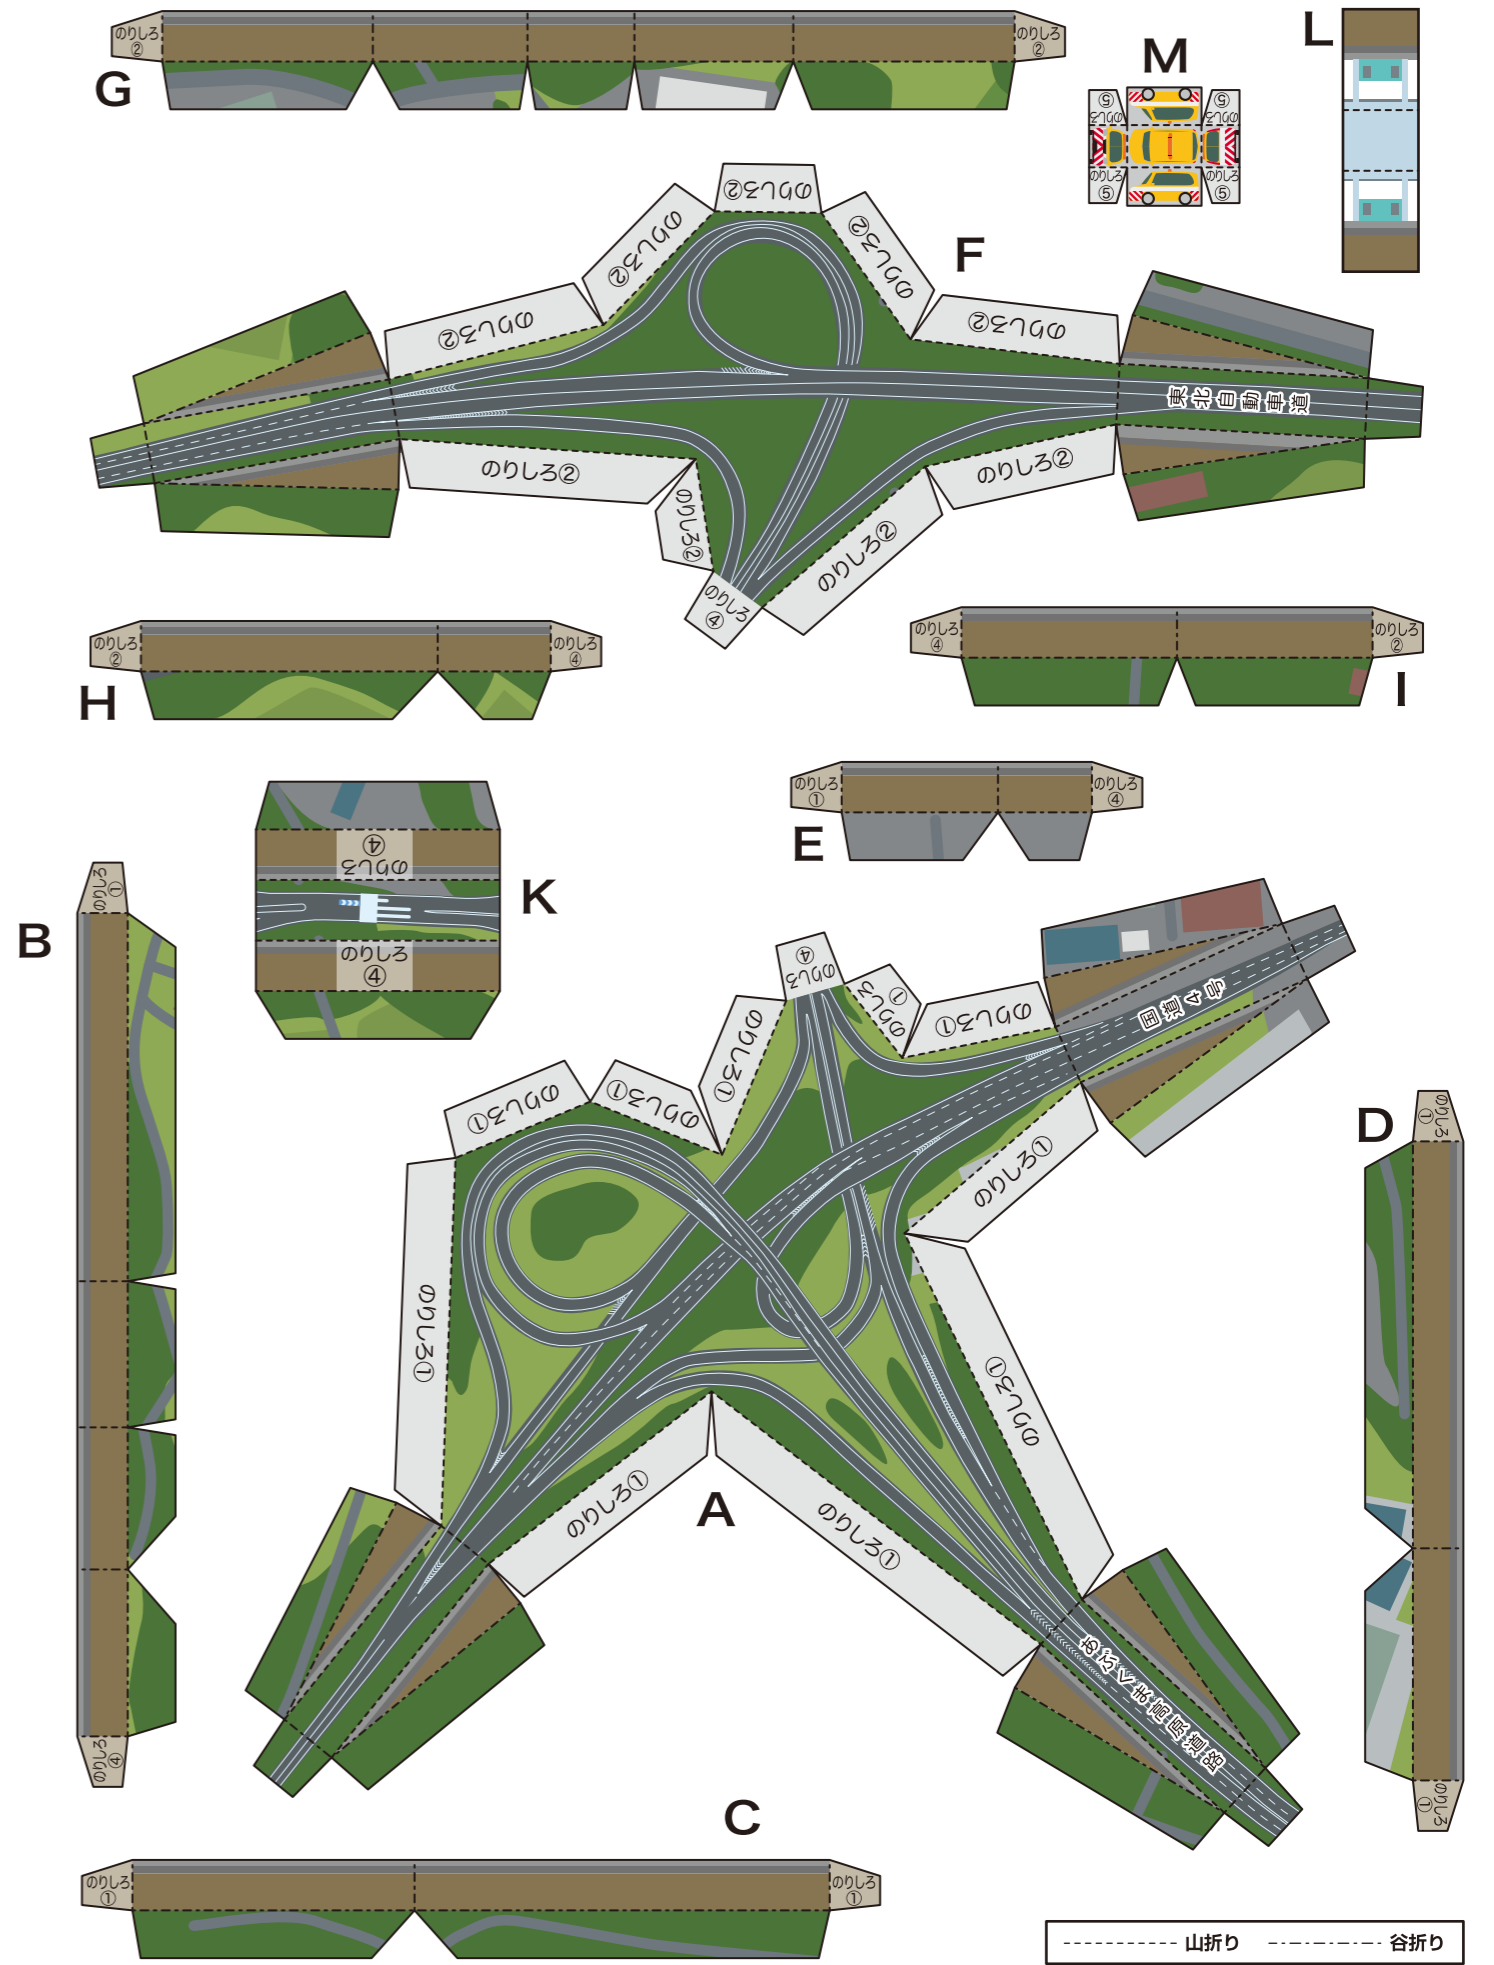 のりしろ
②
のりしろ
②
G
M
L
のりしろ
⑤
のりしろ
⑤
のりしろ
⑤
のりしろ
⑤
のりしろ②
のりしろ②
のりしろ②
のりしろ②
のりしろ②
F
東北自動車道
のりしろ②
のりしろ②
のりしろ②
のりしろ②
のりしろ
④
のりしろ
②
のりしろ
④
H
のりしろ
④
のりしろ
②
I
のりしろ
①
のりしろ
④
E
のりしろ
④
のりしろ
④
K
のりしろ
①
B
のりしろ
④
のりしろ
④
のりしろ
①
のりしろ①
のりしろ①
のりしろ①
のりしろ①
国道4号
のりしろ①
のりしろ①
のりしろ①
のりしろ①
のりしろ①
A
あぶくま高原道路
D
のりしろ
①
のりしろ
①
C
のりしろ
①
のりしろ
①
山折り
谷折り